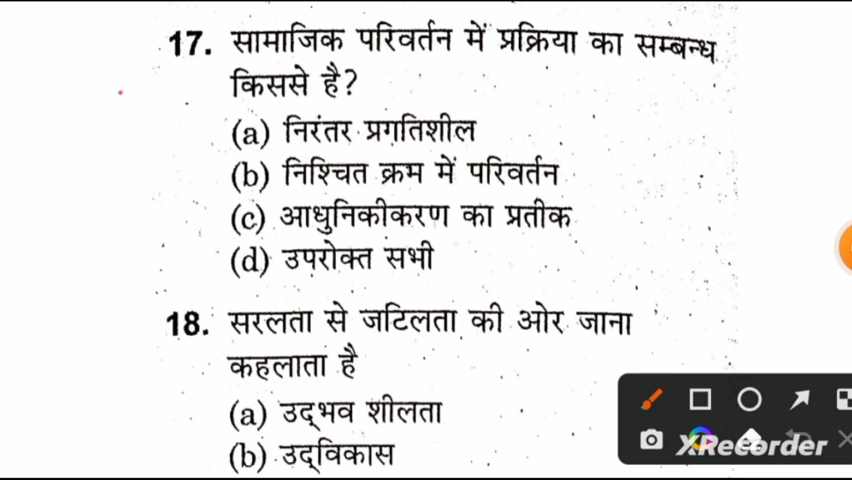 17. सामाजिक परिवर्तन में प्रक्रिया का सम्बन्ध
किससे है?
(a) निरंतर प्रगतिशील
(b) निश्चित क्रम में परिवर्तन
(c) आधुनिकीकरण का प्रतीक
(d) उपरोक्त सभी
18. सरलता से जटिलता की ओर जाना
कहलाता है
(a) उद्भव शीलता
(b) उद्विकास
XRecorder